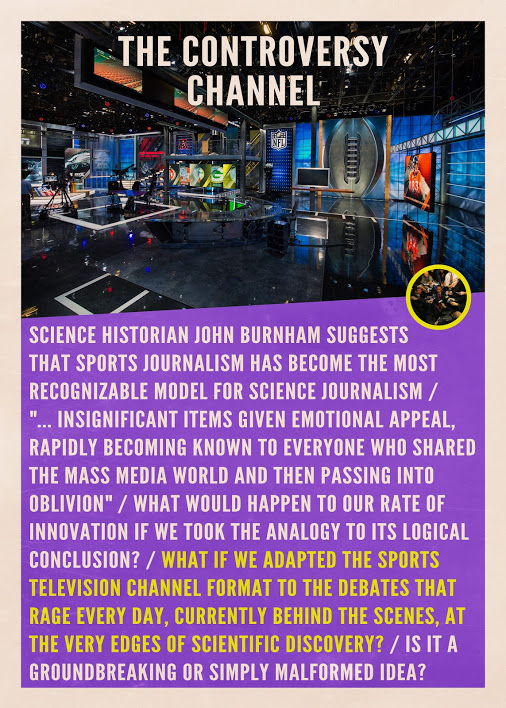 THE CONTROVERSY
CHANNEL
NFL
SCIENCE HISTORIAN JOHN BURNHAM SUGGESTS
THAT SPORTS JOURNALISM HAS BECOME THE MOST
RECOGNIZABLE MODEL FOR SCIENCE JOURNALISM /
"... INSIGNIFICANT ITEMS GIVEN EMOTIONAL APPEAL,
RAPIDLY BECOMING KNOWN TO EVERYONE WHO SHARED
THE MASS MEDIA WORLD AND THEN PASSING INTO
OBLIVION" / WHAT WOULD HAPPEN TO OUR RATE OF
INNOVATION IF WE TOOK THE ANALOGY TO ITS LOGICAL
CONCLUSION? / WHAT IF WE ADAPTED THE SPORTS
TELEVISION CHANNEL FORMAT TO THE DEBATES THAT
RAGE EVERY DAY, CURRENTLY BEHIND THE SCENES, AT
THE VERY EDGES OF SCIENTIFIC DISCOVERY? / IS IT A
GROUNDBREAKING OR SIMPLY MALFORMED IDEA?